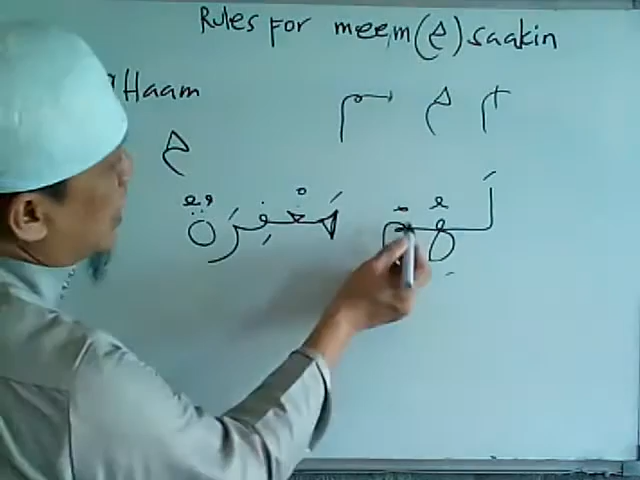 Rules for meem (م) saakin
Haam
م م م
م
لَهُمْ مَغْفِرَةٌ